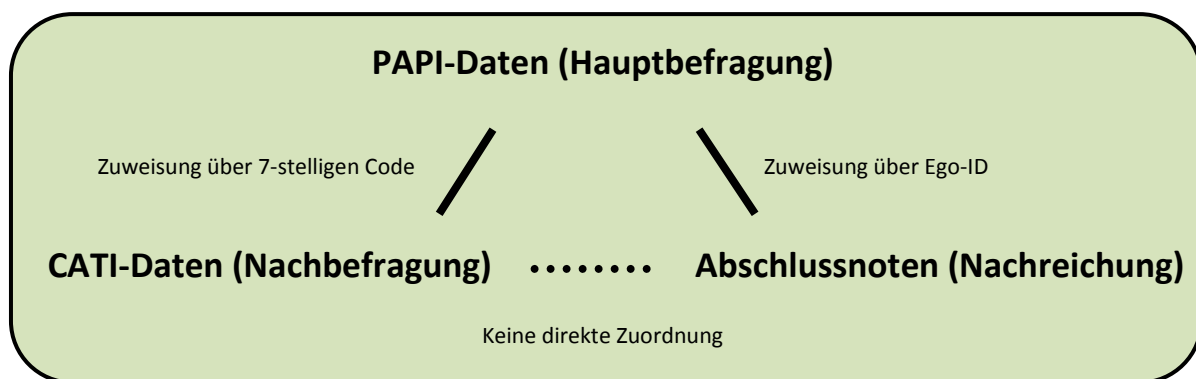 PAPI-Daten (Hauptbefragung)
Zuweisung über 7-stelligen Code
Zuweisung über Ego-ID
CATI-Daten (Nachbefragung)
Abschlussnoten (Nachreichung)
Keine direkte Zuordnung